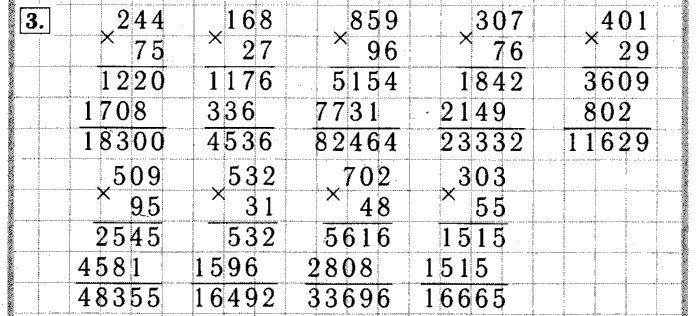 3. 244 168 859 307 401
× 75 × 27 × 96 × 76 × 29
1220 1176 5154 1842 3609
1708 336 7731 2149 802
18300 4536 82464 23332 11629
509 532 702 303
× 95 × 31 × 48 × 55
2545 532 5616 1515
4581 1596 2808 1515
48355 16492 33696 16665